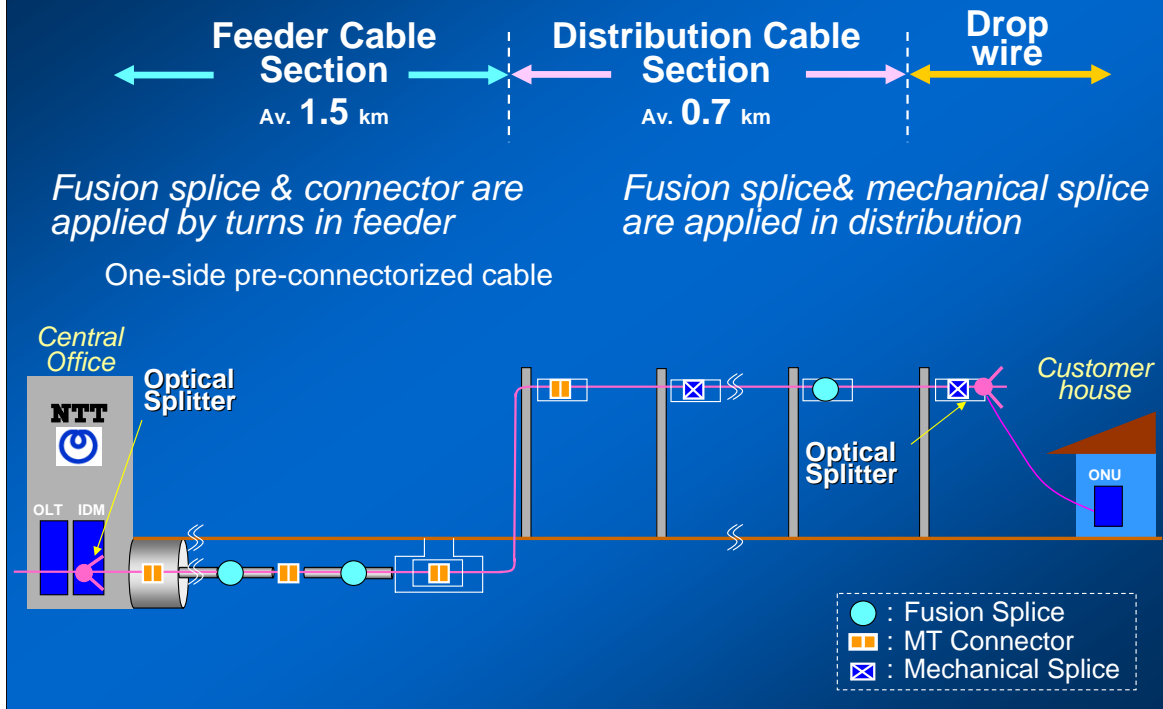 Feeder Cable
Section
Av. 1.5 km
Distribution Cable
Section
Av. 0.7 km
Drop
wire
Fusion splice & connector are
applied by turns in feeder
One-side pre-connectorized cable
Fusion splice& mechanical splice
are applied in distribution
Central
Office
Optical
Splitter
NTT
OLT IDM
Optical
Splitter
Customer
house
ONU
: Fusion Splice
: MT Connector
: Mechanical Splice